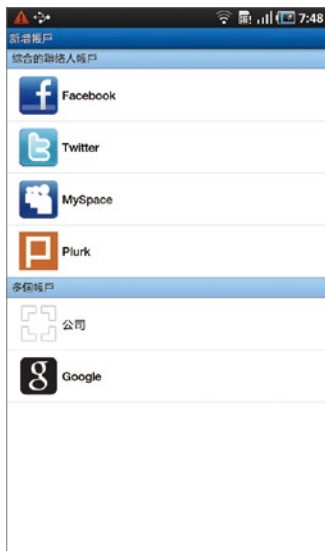 7:48
新增帳戶
綜合的聯絡人帳戶
Facebook
Twitter
MySpace
Plurk
多個帳戶
公司
Google